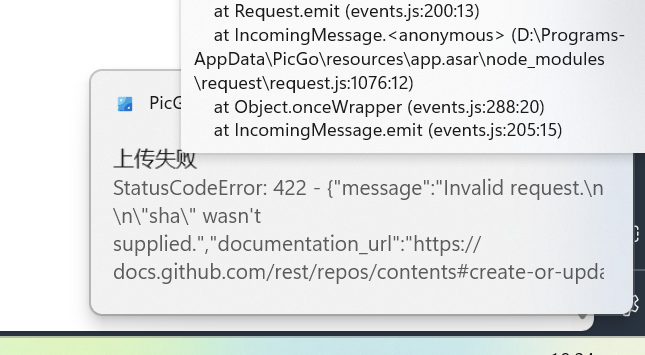 at Request.emit (events.js:200:13)
at IncomingMessage.<anonymous> (D:\Programs-
AppData\PicGo\resources\app.asar\node_modules
\request\request.js:1076:12)
at Object.onceWrapper (events.js:288:20)
at IncomingMessage.emit (events.js:205:15)
PicG
上传失败
StatusCodeError: 422 - {"message":"Invalid request.\n
\n\"sha\" wasn't
supplied.","documentation_url":"https://
docs.github.com/rest/repos/contents#create-or-upda